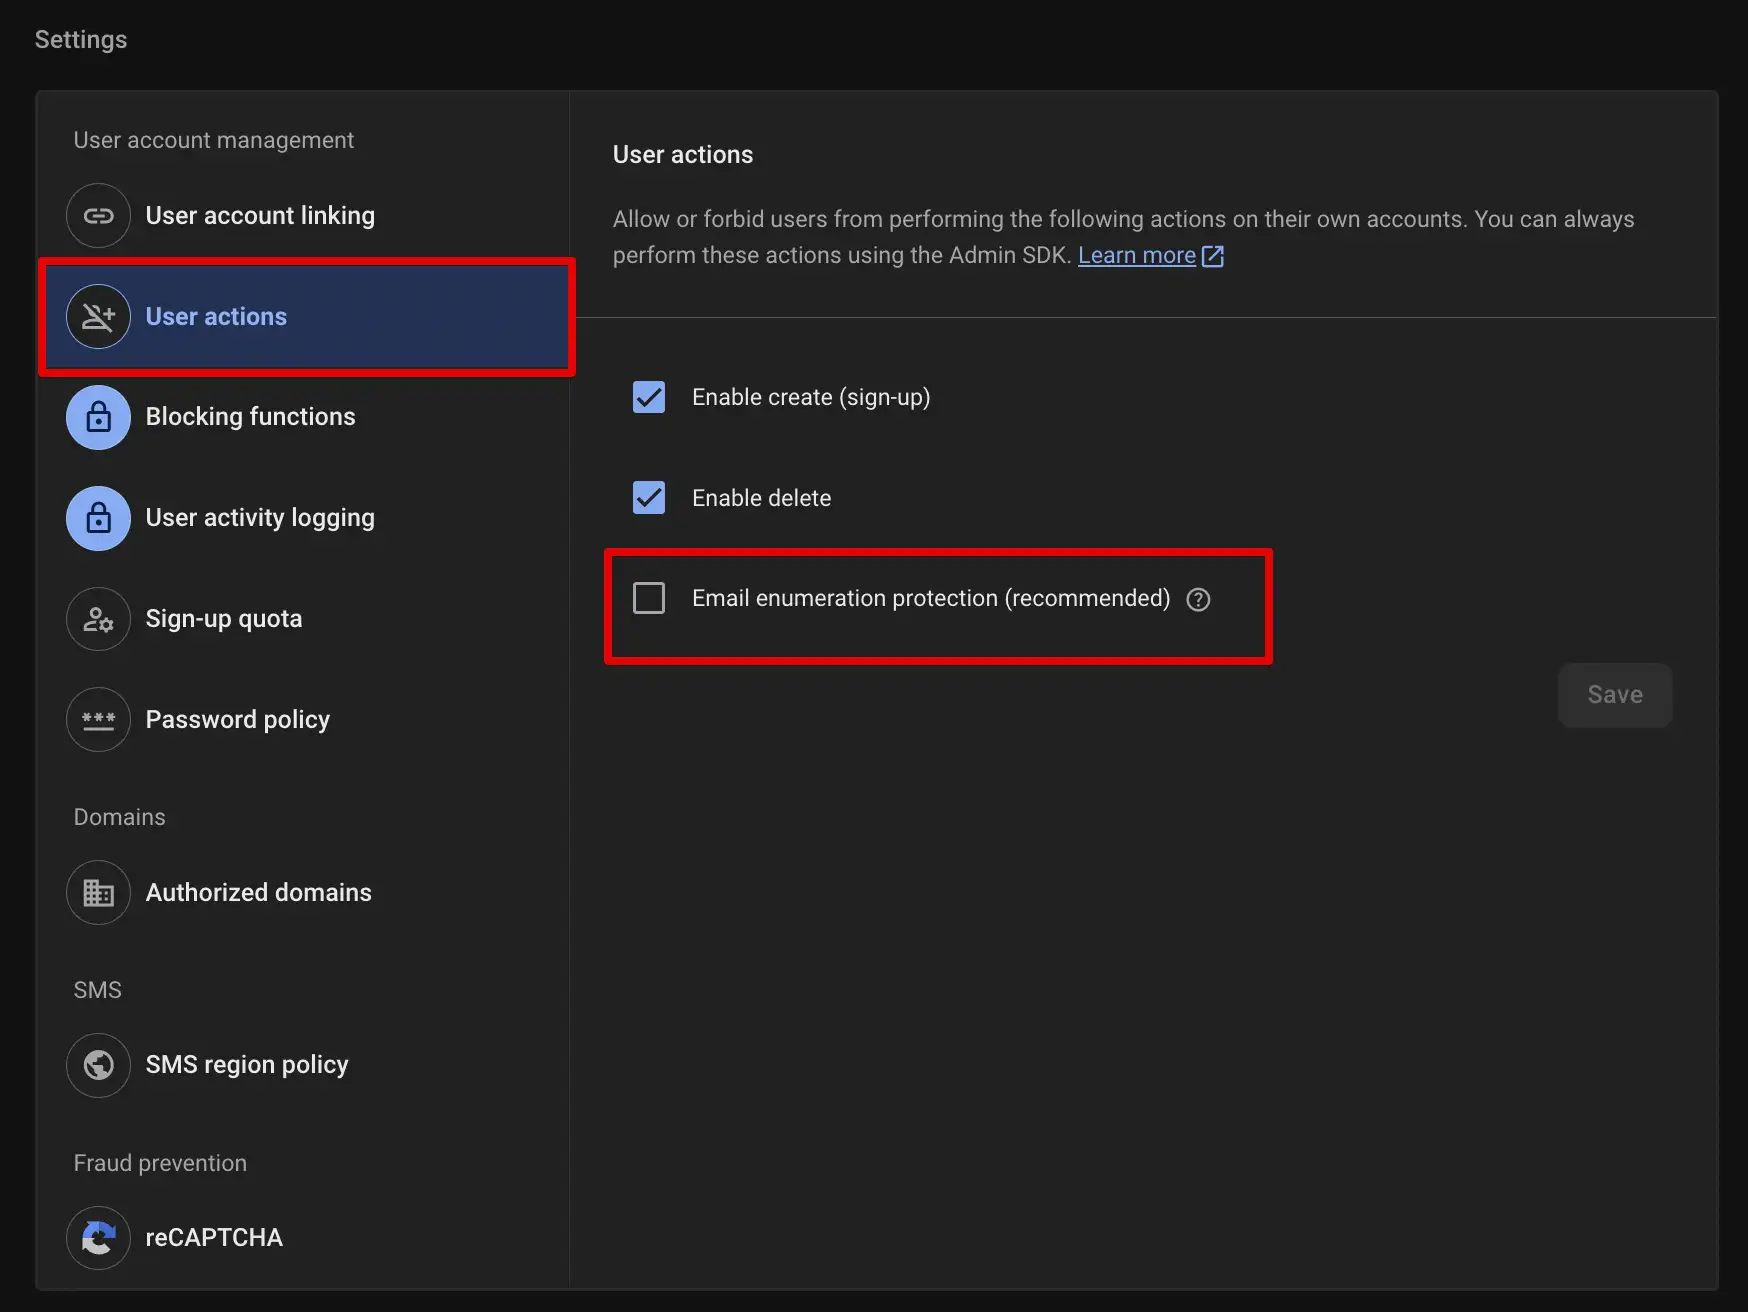 Settings
User account management
User account linking
User actions
Blocking functions
User activity logging
Sign-up quota
Password policy
Domains
Authorized domains
SMS
SMS region policy
Fraud prevention
reCAPTCHA
User actions
Allow or forbid users from performing the following actions on their own accounts. You can always
perform these actions using the Admin SDK. Learn more
Enable create (sign-up)
Enable delete
Email enumeration protection (recommended)
Save